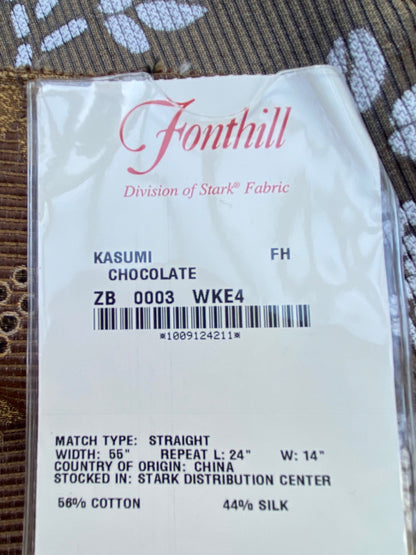 Fonthill
Division of Stark® Fabric
KASUMI FH
CHOCOLATE
ZB 0003 WKE4
*1009124211*
MATCH TYPE: STRAIGHT
WIDTH: 55" REPEAT L: 24" W: 14"
COUNTRY OF ORIGIN: CHINA
STOCKED IN: STARK DISTRIBUTION CENTER
56% COTTON 44% SILK